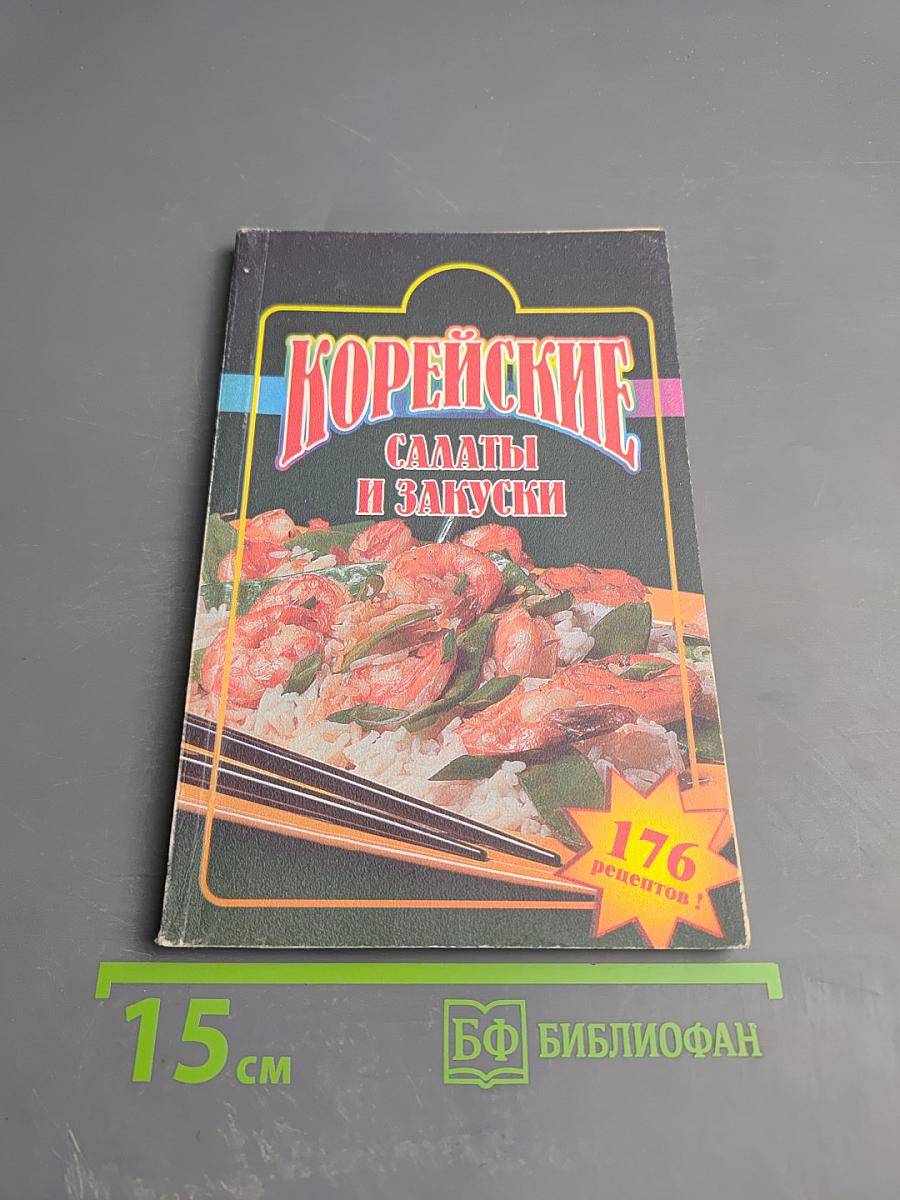 КОРЕЙСКИЕ
САЛАТЫ
И ЗАКУСКИ
176
рецептов!
15 см
БФ БИБЛИОФАН